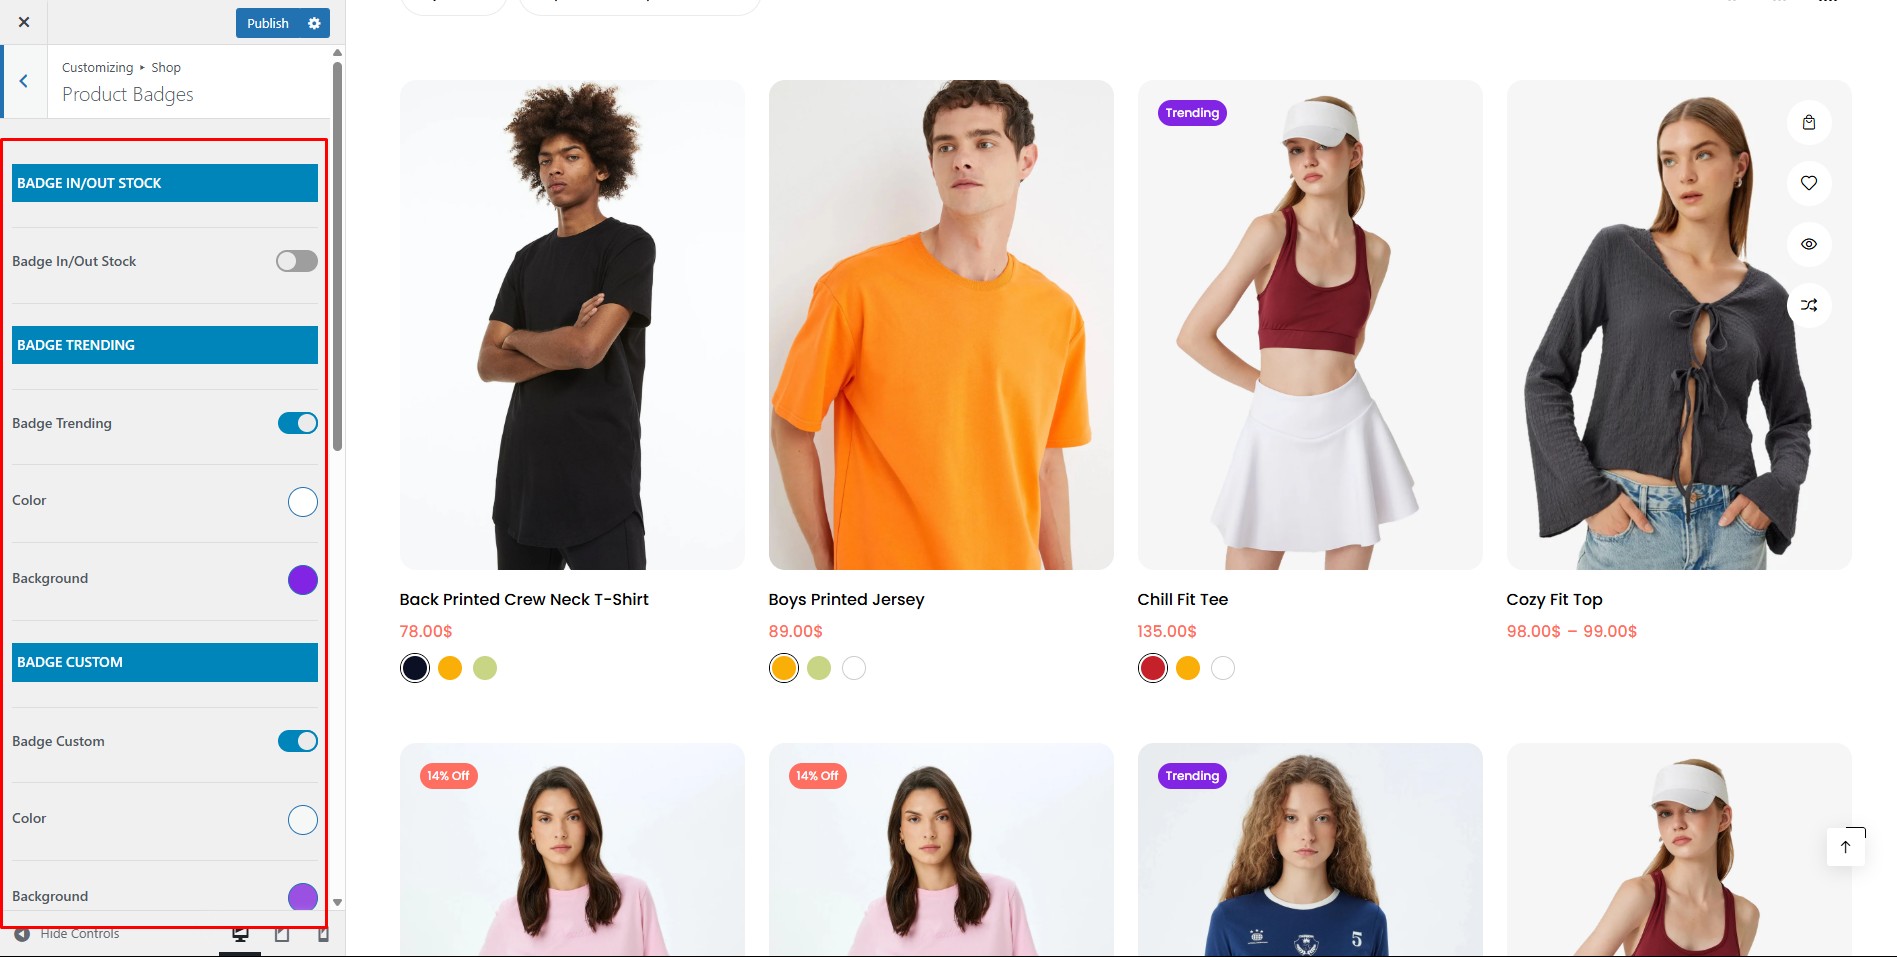 Publish
Customizing ▸ Shop
Product Badges
BADGE IN/OUT STOCK
Badge In/Out Stock
BADGE TRENDING
Badge Trending
Color
Background
BADGE CUSTOM
Badge Custom
Color
Background
Hide Controls
Trending
Back Printed Crew Neck T-Shirt
78.00$
Boys Printed Jersey
89.00$
Chill Fit Tee
135.00$
Cozy Fit Top
98.00$ – 99.00$
14% Off
14% Off
Trending
5